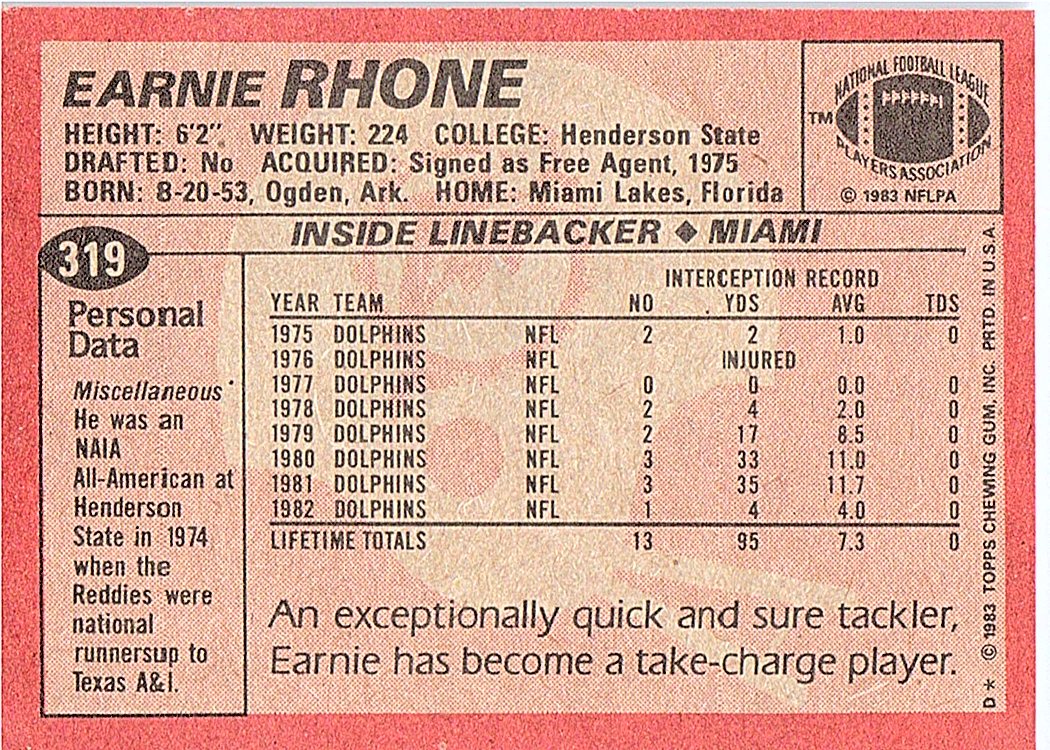 EARNIE RHONE
HEIGHT: 6'2" WEIGHT: 224 COLLEGE: Henderson State
DRAFTED: No ACQUIRED: Signed as Free Agent, 1975
BORN: 8-20-53, Ogden, Ark. HOME: Miami Lakes, Florida
NATIONAL FOOTBALL LEAGUE
TM
PLAYERS ASSOCIATION
© 1983 NFLPA
INSIDE LINEBACKER ◆ MIAMI
319
Personal
Data
Miscellaneous
He was an
NAIA
All-American at
Henderson
State in 1974
when the
Reddies were
national
runnersup to
Texas A&I.
INTERCEPTION RECORD
YEAR TEAM NO YDS AVG TDS
1975 DOLPHINS NFL 2 2 1.0 0
1976 DOLPHINS NFL INJURED
1977 DOLPHINS NFL 0 0 0.0 0
1978 DOLPHINS NFL 2 4 2.0 0
1979 DOLPHINS NFL 2 17 8.5 0
1980 DOLPHINS NFL 3 33 11.0 0
1981 DOLPHINS NFL 3 35 11.7 0
1982 DOLPHINS NFL 1 4 4.0 0
LIFETIME TOTALS 13 95 7.3 0
An exceptionally quick and sure tackler,
Earnie has become a take-charge player.
D* © 1983 TOPPS CHEWING GUM, INC. PRTD. IN U.S.A.